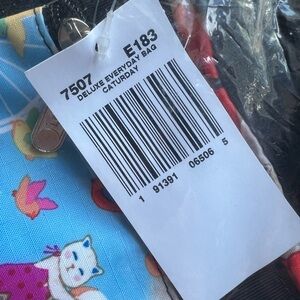 7507 E183
DELUXE EVERYDAY BAG
CATURDAY
1 91391 06506 5